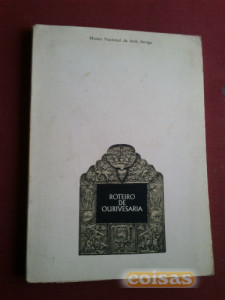 Museu Nacional de Arte Antiga
ROTEIRO
DE
OURIVESARIA
coisas